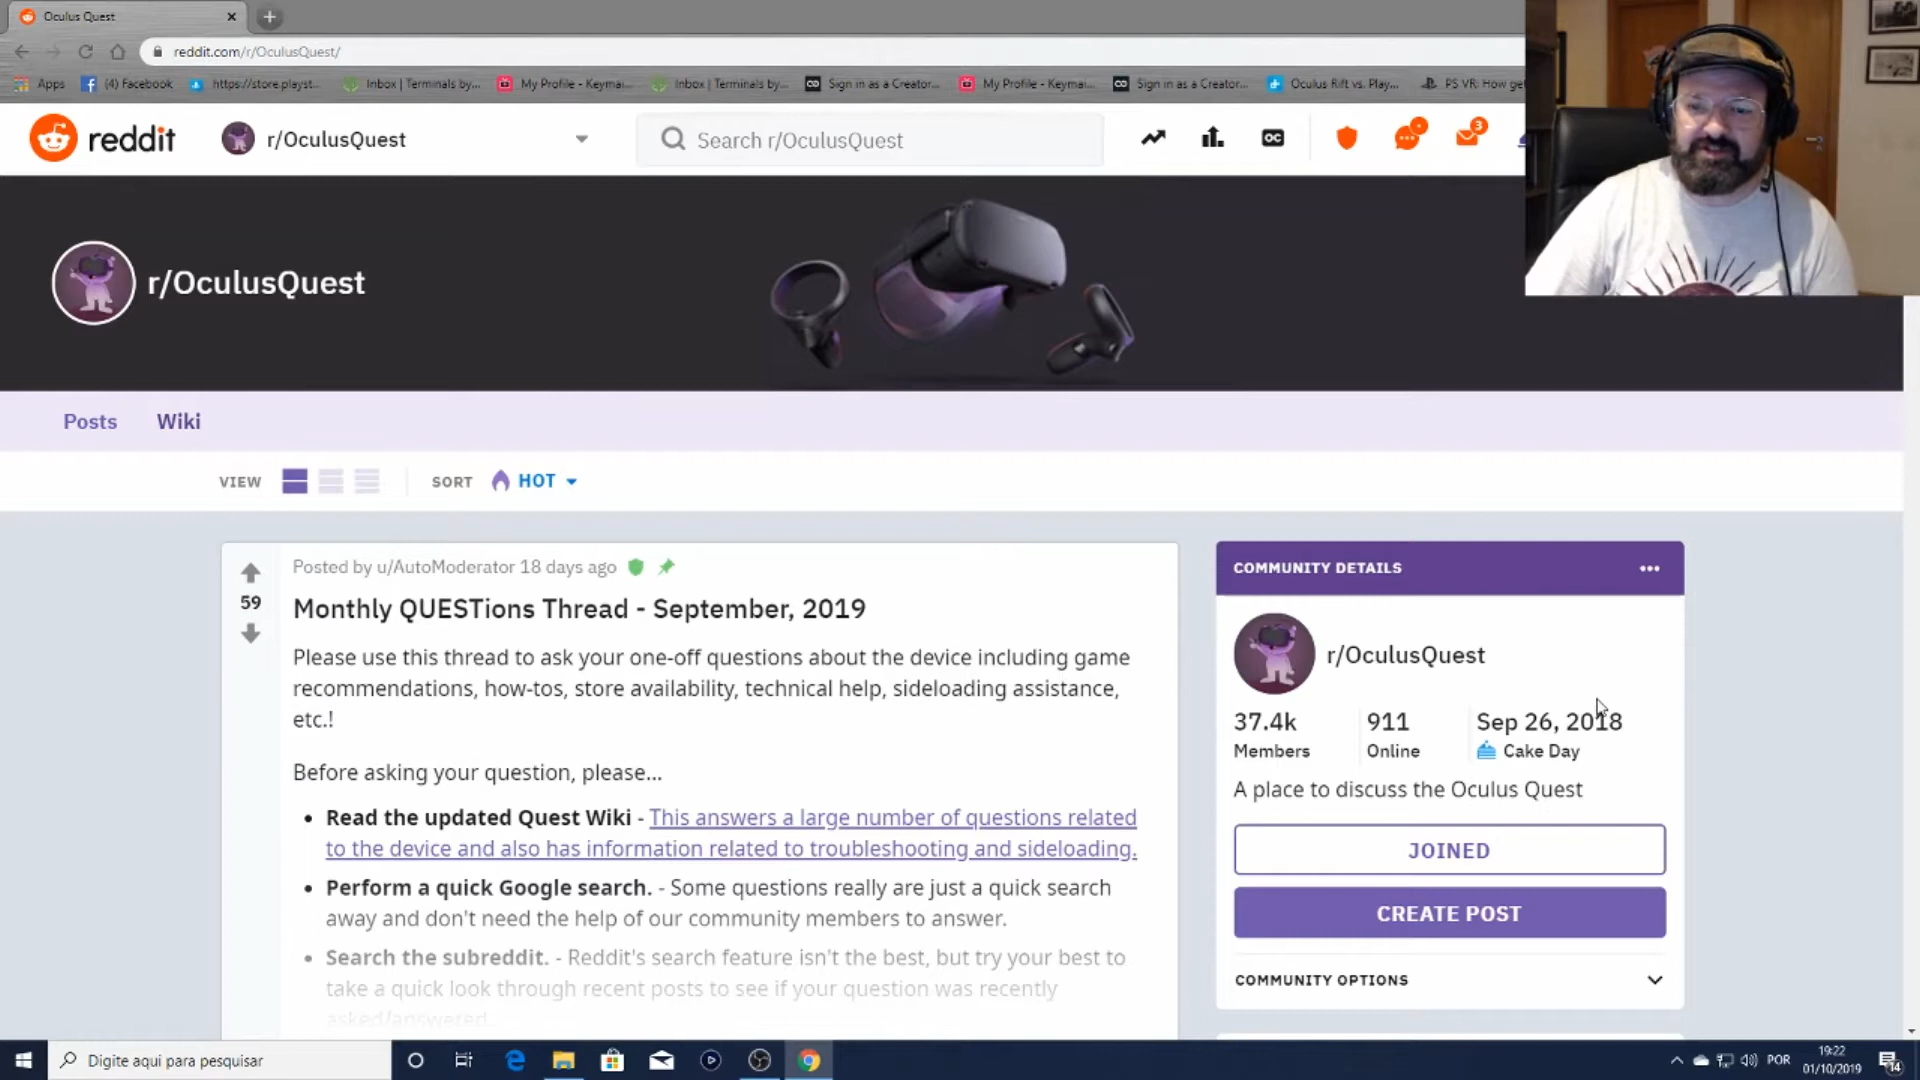 Oculus Quest
reddit.com/r/OculusQuest/
Apps (4) Facebook https://store.playst... Inbox | Terminals by... My Profile - Keymai... Inbox | Terminals by... Sign in as a Creator... My Profile - Keymai... Sign in as a Creator... Oculus Rift vs. Play... PS VR: How get
reddit r/OculusQuest Search r/OculusQuest OC 3
r/OculusQuest
Posts Wiki
VIEW SORT HOT
Posted by u/AutoModerator 18 days ago
59
Monthly QUESTions Thread - September, 2019
Please use this thread to ask your one-off questions about the device including game
recommendations, how-tos, store availability, technical help, sideloading assistance,
etc.!
Before asking your question, please...
• Read the updated Quest Wiki - This answers a large number of questions related
to the device and also has information related to troubleshooting and sideloading.
• Perform a quick Google search. - Some questions really are just a quick search
away and don't need the help of our community members to answer.
• Search the subreddit. - Reddit's search feature isn't the best, but try your best to
take a quick look through recent posts to see if your question was recently
asked/answered.
COMMUNITY DETAILS
r/OculusQuest
37.4k 911 Sep 26, 2018
Members Online Cake Day
A place to discuss the Oculus Quest
JOINED
CREATE POST
COMMUNITY OPTIONS
Digite aqui para pesquisar
POR
19:22
01/10/2019
14